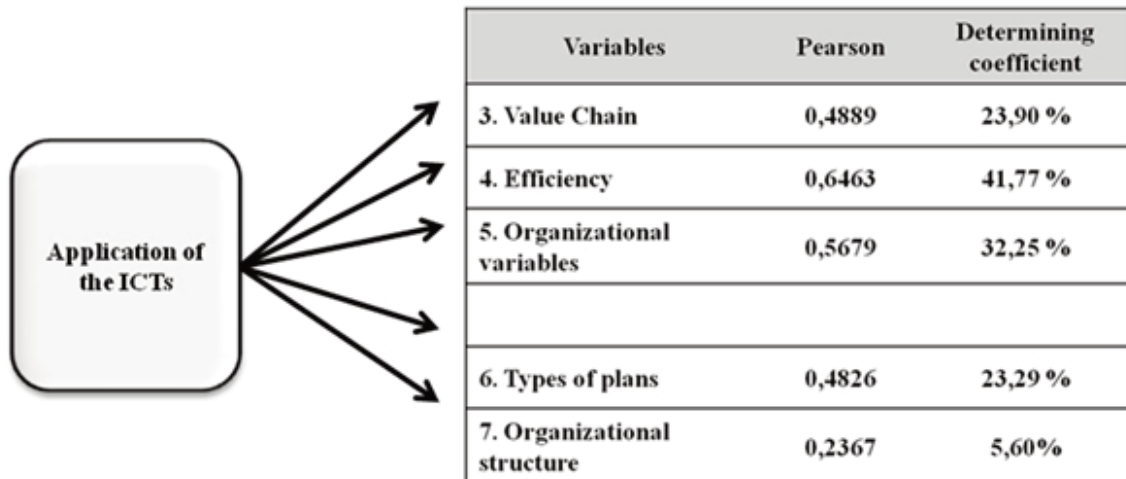 Application of
the ICTs
Variables Pearson Determining
coefficient
3. Value Chain 0,4889 23,90 %
4. Efficiency 0,6463 41,77 %
5. Organizational
variables 0,5679 32,25 %
6. Types of plans 0,4826 23,29 %
7. Organizational
structure 0,2367 5,60%